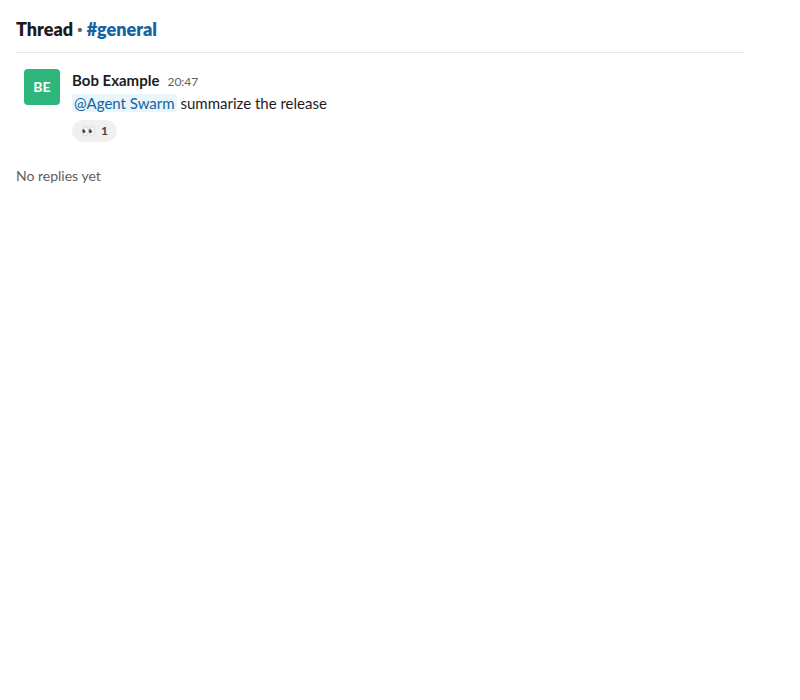 Thread • #general
BE
Bob Example 20:47
@Agent Swarm summarize the release
👀 1
No replies yet